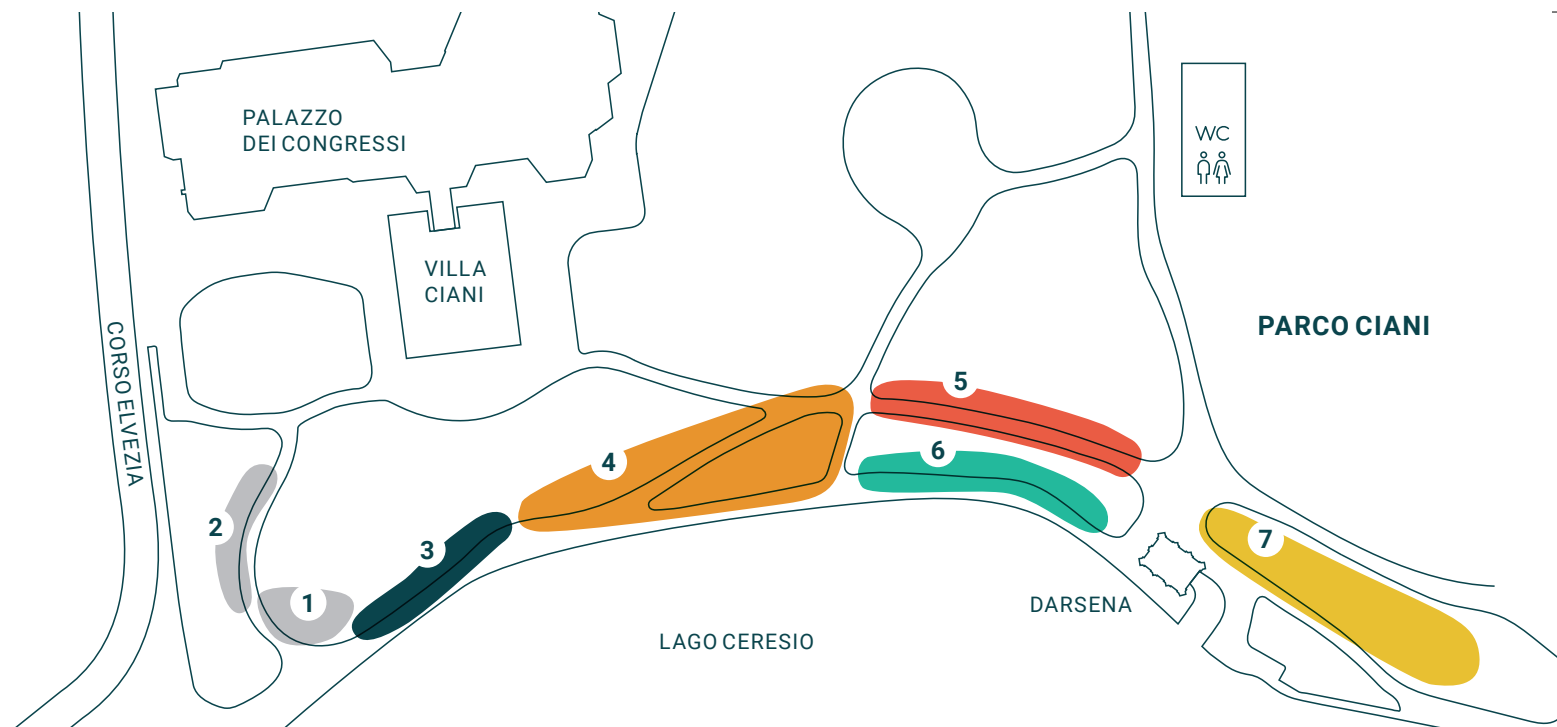 PALAZZO
DEI CONGRESSI
WC
VILLA
CIANI
PARCO CIANI
CORSO ELVEZIA
5
6
4
2
3
7
1
DARSENA
LAGO CERESIO